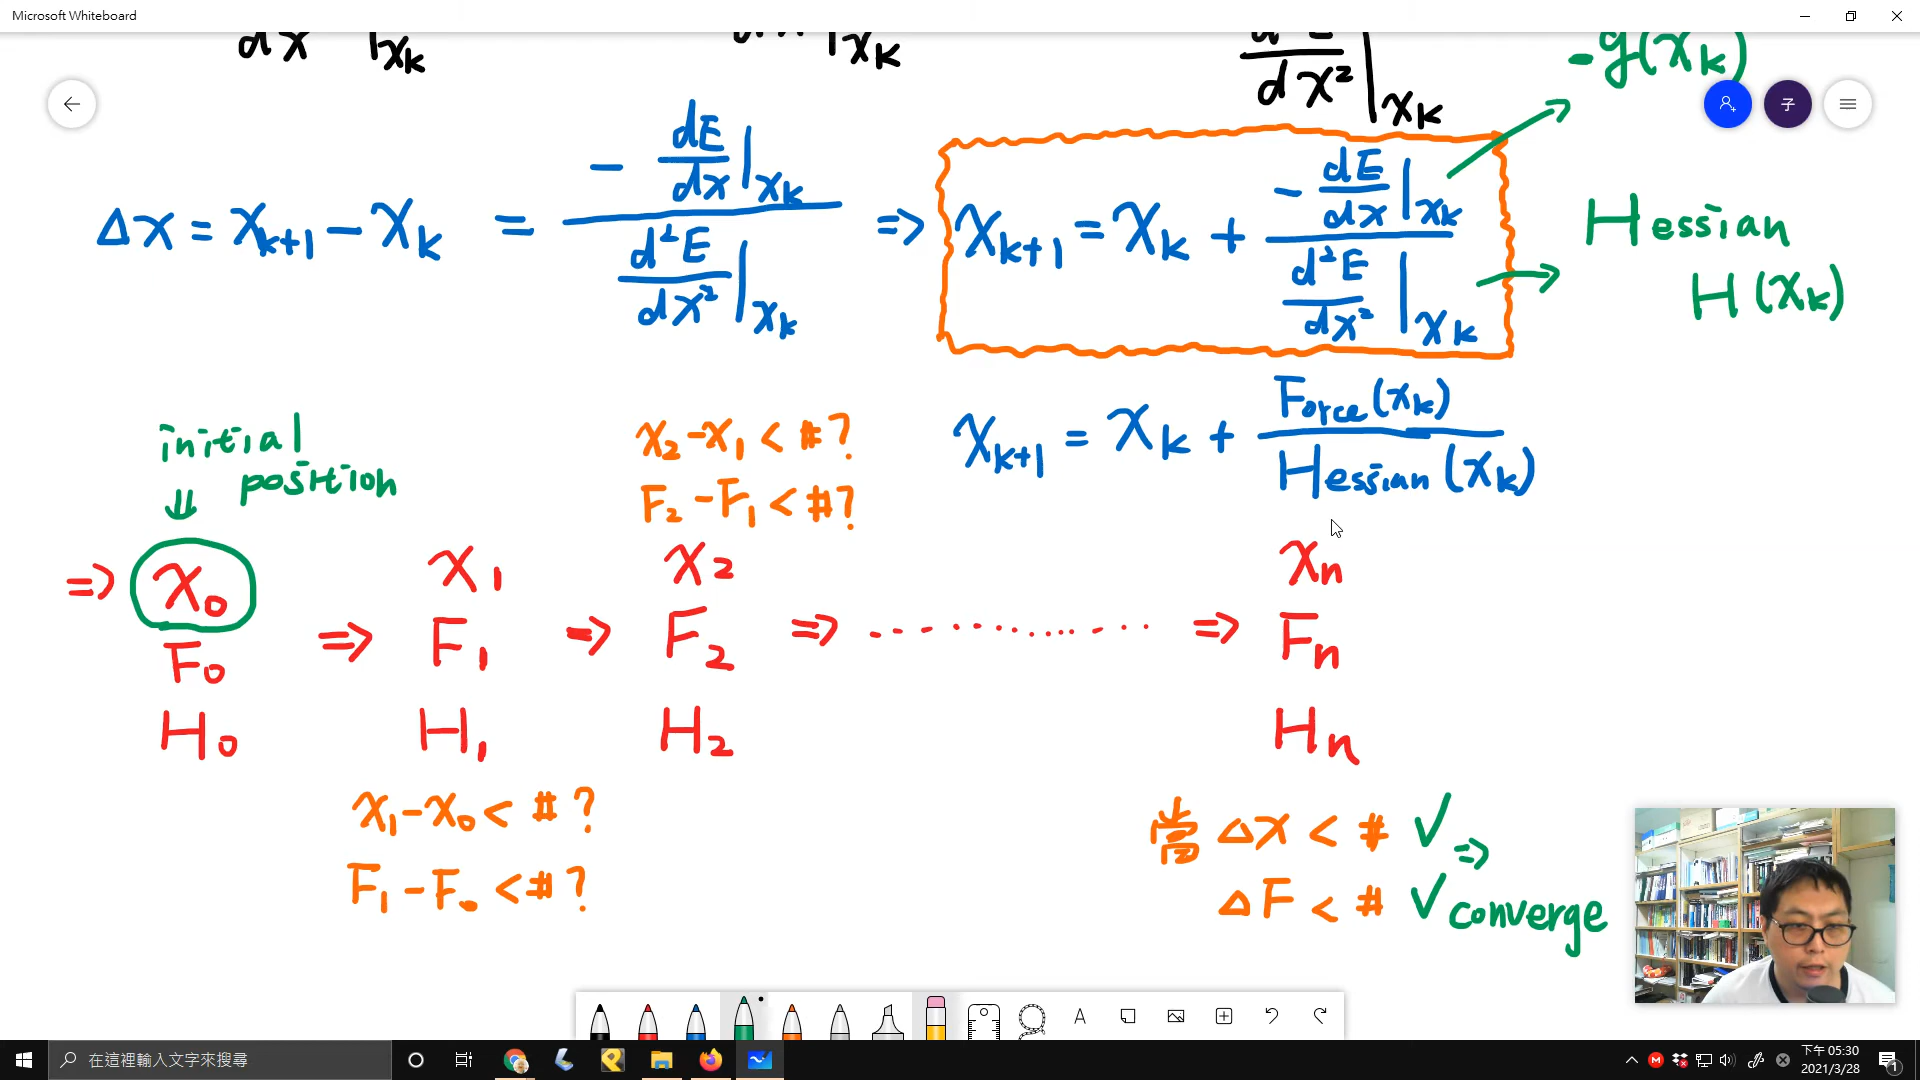 Microsoft Whiteboard
dx |xk
|xk
dx² |xk
-g(xk)
子
Δx = xk+1 - xk = - dE/dx|xk / d²E/dx²|xk ⇒ xk+1 = xk + - dE/dx|xk / d²E/dx²|xk
Hessian
H(xk)
xk+1 = xk + Force(xk) / Hessian(xk)
initial
position
⇓
x2 - x1 < #?
F2 - F1 < #?
⇒ x0 x1 x2 xn
F0 ⇒ F1 ⇒ F2 ⇒ ............... ⇒ Fn
H0 H1 H2 Hn
x1 - x0 < # ?
F1 - F0 < # ?
當 Δx < # ✓
⇒
ΔF < # ✓ converge
A
在這裡輸入文字來搜尋
下午 05:30
2021/3/28
1